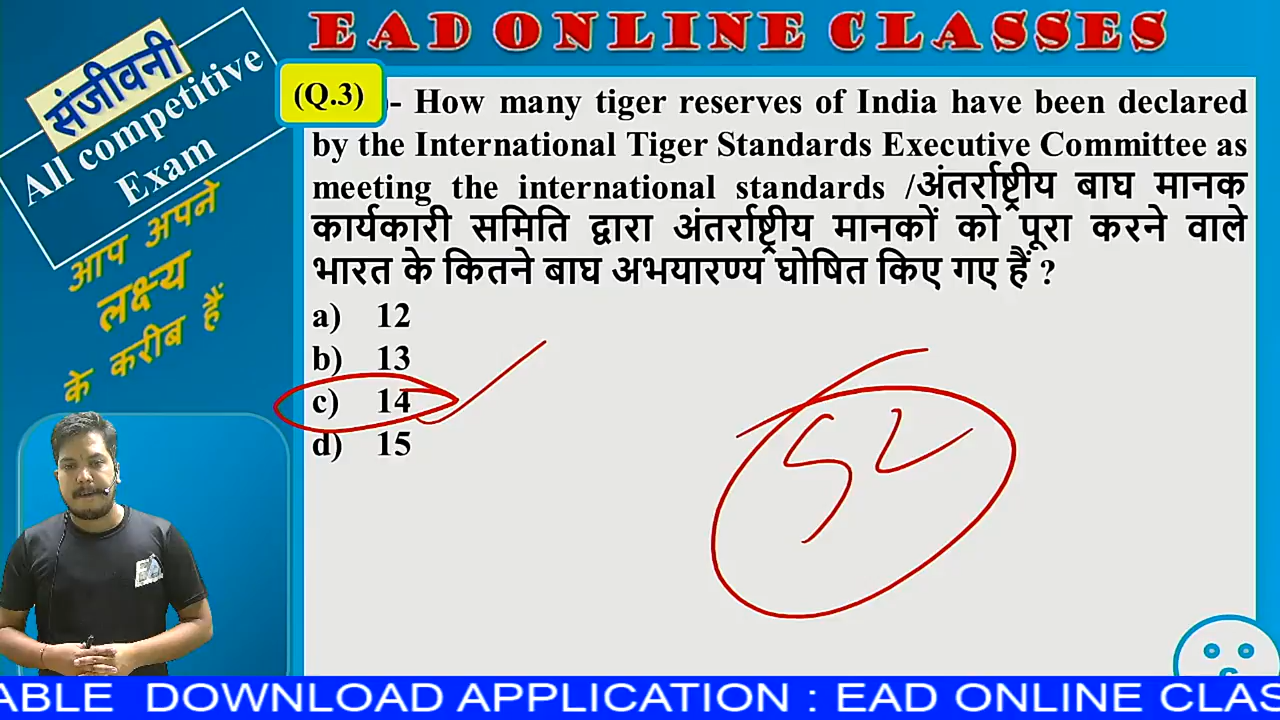 EAD ONLINE CLASSES
संजीवनी
All competitive
Exam
आप अपने
लक्ष्य
के करीब हैं
(Q.3)
- How many tiger reserves of India have been declared
by the International Tiger Standards Executive Committee as
meeting the international standards /अंतर्राष्ट्रीय बाघ मानक
कार्यकारी समिति द्वारा अंतर्राष्ट्रीय मानकों को पूरा करने वाले
भारत के कितने बाघ अभयारण्य घोषित किए गए हैं ?
a) 12
b) 13
c) 14
d) 15
52
ABLE DOWNLOAD APPLICATION : EAD ONLINE CLAS